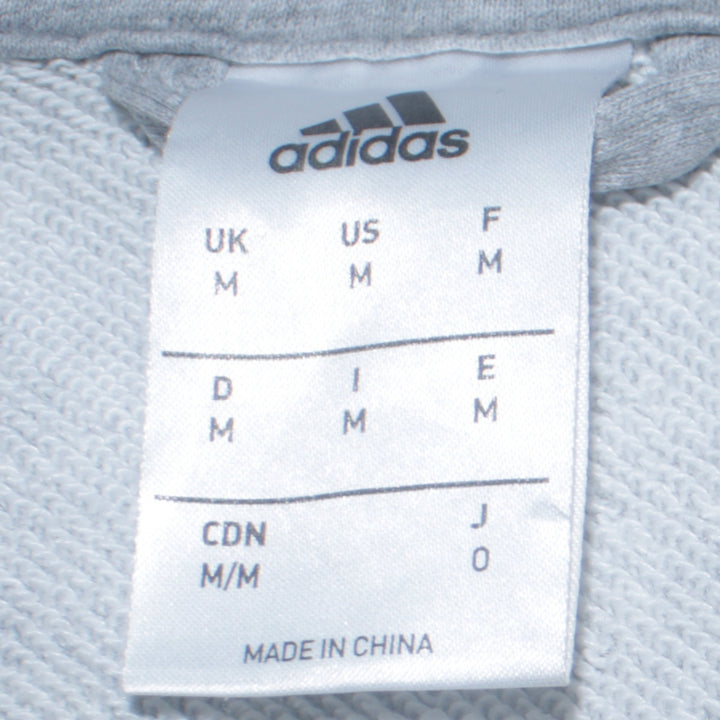 adidas
UK US F
M M M
D I E
M M M
CDN J
M/M O
MADE IN CHINA